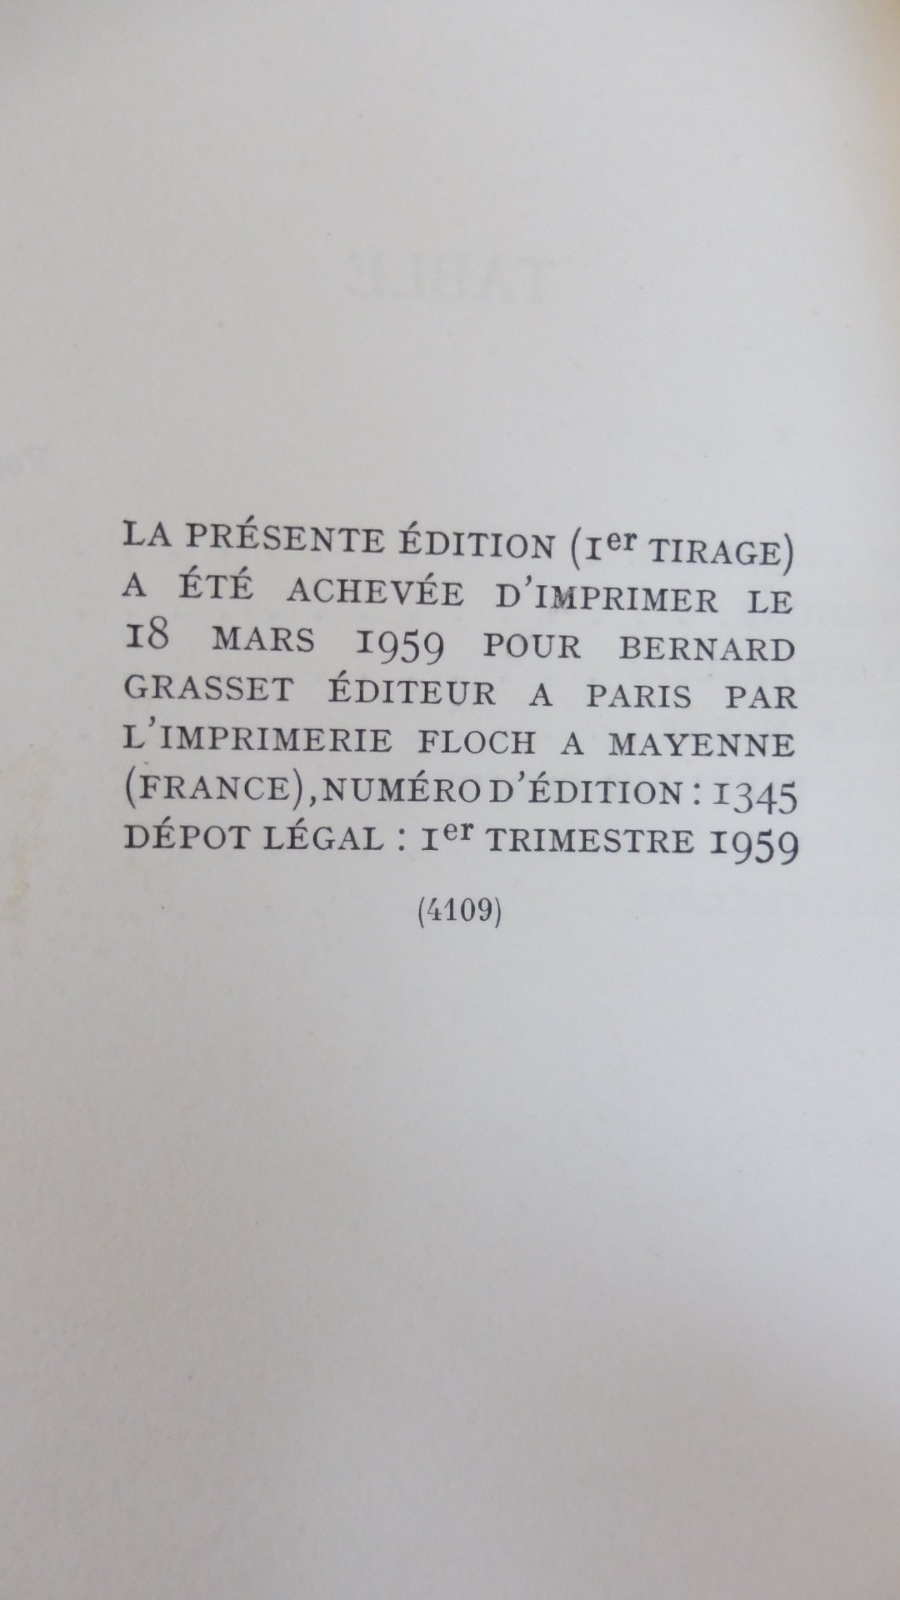 TABLE
LA PRÉSENTE ÉDITION (1er TIRAGE)
A ÉTÉ ACHEVÉE D'IMPRIMER LE
18 MARS 1959 POUR BERNARD
GRASSET ÉDITEUR A PARIS PAR
L'IMPRIMERIE FLOCH A MAYENNE
(FRANCE), NUMÉRO D'ÉDITION : 1345
DÉPOT LÉGAL : 1er TRIMESTRE 1959
(4109)